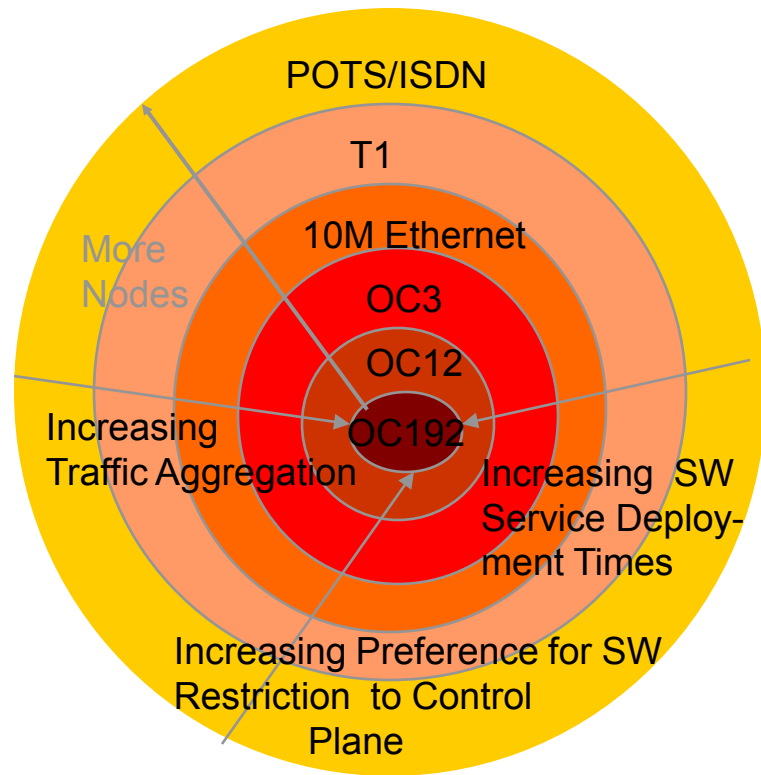 POTS/ISDN
T1
10M Ethernet
More
Nodes
OC3
OC12
OC192
Increasing
Traffic Aggregation
Increasing SW
Service Deploy-
ment Times
Increasing Preference for SW
Restriction to Control
Plane